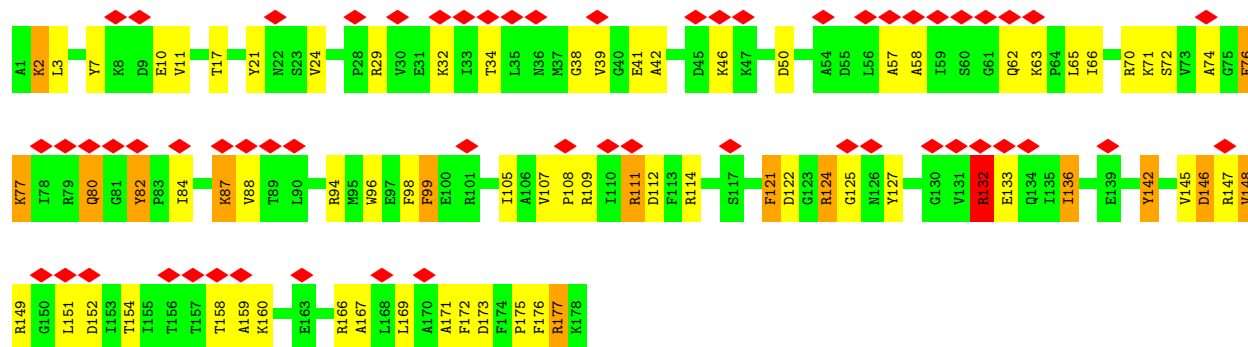 A1 K2 L3 Y7 K8 D9 E10 V11 T17 Y21 N22 S23 V24 P28 R29 V30 E31 K32 I33 T34 L35 N36 M37 G38 V39 G40 E41 A42 D45 K46 K47 D50 A54 D55 L56 A57 A58 I59 S60 G61 Q62 K63 P64 L65 I66 R70 K71 S72 V73 A74 G75 F76
K77 I78 R79 Q80 G81 Y82 P83 I84 K87 V88 T89 L90 R94 M95 W96 E97 F98 F99 E100 R101 I105 A106 V107 P108 R109 I110 R111 D112 F113 R114 S117 F121 D122 G123 R124 G125 N126 Y127 G130 V131 R132 E133 Q134 I135 I136 E139 Y142 V145 D146 R147 V148
R149 G150 L151 D152 I153 T154 I155 T156 T157 T158 A159 K160 E163 R166 A167 L168 L169 A170 A171 F172 D173 F174 P175 F176 R177 K178